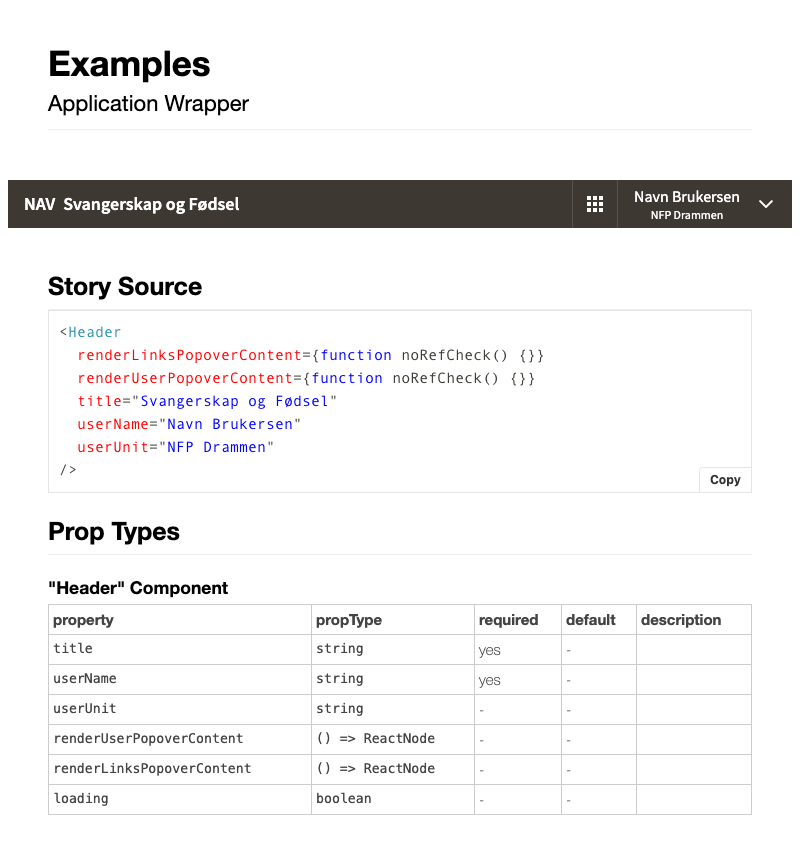 Examples
Application Wrapper
NAV Svangerskap og Fødsel
Navn Brukersen
NFP Drammen
Story Source
<Header
renderLinksPopoverContent={function noRefCheck() {}}
renderUserPopoverContent={function noRefCheck() {}}
title="Svangerskap og Fødsel"
userName="Navn Brukersen"
userUnit="NFP Drammen"
/>
Copy
Prop Types
"Header" Component
property propType required default description
title string yes -
userName string yes -
userUnit string - -
renderUserPopoverContent () => ReactNode - -
renderLinksPopoverContent () => ReactNode - -
loading boolean - -